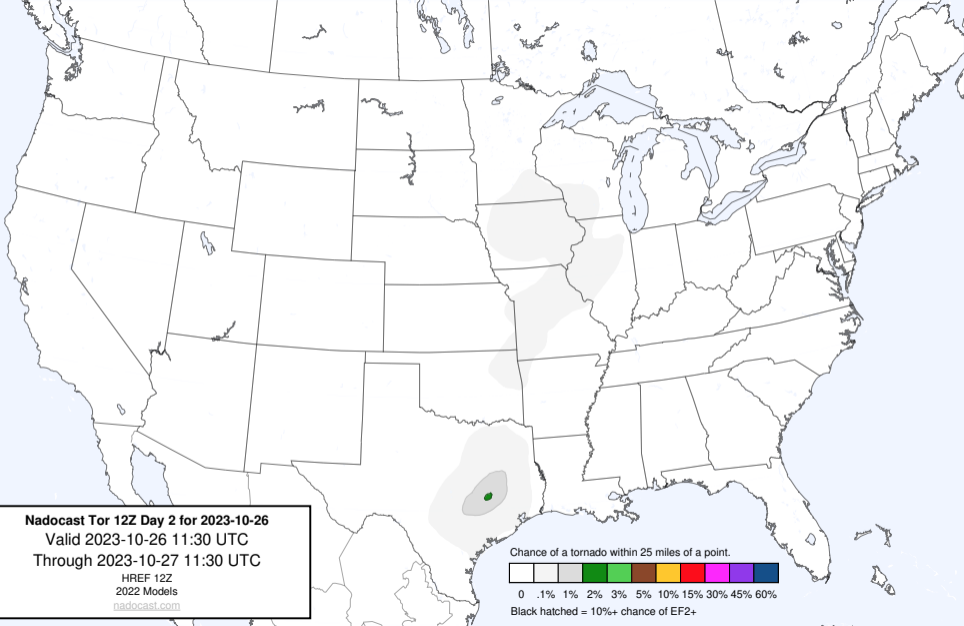 Nadocast Tor 12Z Day 2 for 2023-10-26
Valid 2023-10-26 11:30 UTC
Through 2023-10-27 11:30 UTC
HREF 12Z
2022 Models
nadocast.com
Chance of a tornado within 25 miles of a point.
0 .1% 1% 2% 3% 5% 10% 15% 30% 45% 60%
Black hatched = 10%+ chance of EF2+